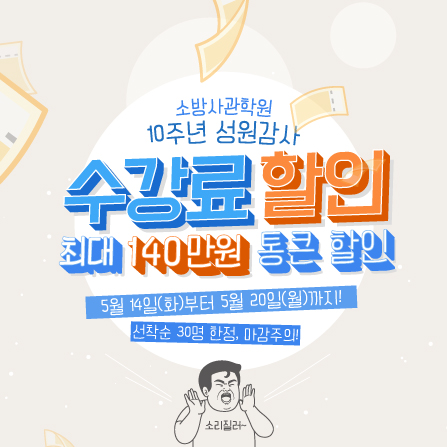 소방사관학원
10주년 성원감사
수강료 할인
최대 140만원 통큰 할인
5월 14일(화)부터 5월 20일(월)까지!
선착순 30명 한정, 마감주의!
소리질러~